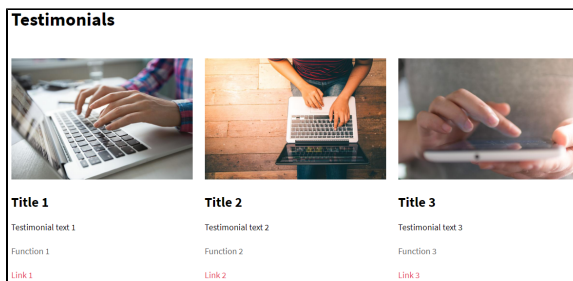 Testimonials
Title 1
Testimonial text 1
Function 1
Link 1
Title 2
Testimonial text 2
Function 2
Link 2
Title 3
Testimonial text 3
Function 3
Link 3